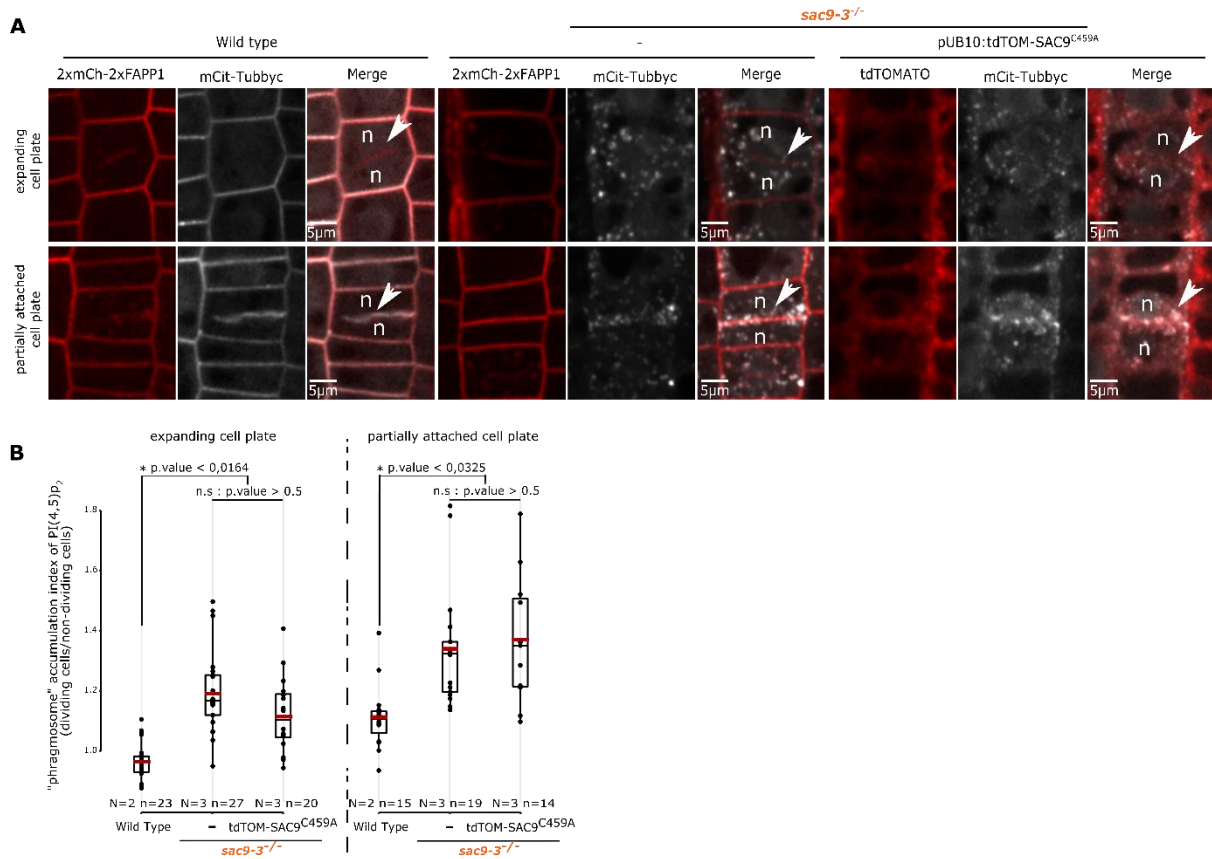 A
sac9-3-/-
Wild type
-
pUB10:tdTOM-SAC9C459A
2xmCh-2xFAPP1 mCit-Tubbyc Merge 2xmCh-2xFAPP1 mCit-Tubbyc Merge tdTOMATO mCit-Tubbyc Merge
expanding
cell plate
n n n
n n n
5µm 5µm 5µm
partially attached
cell plate
n n n
n n n
5µm 5µm 5µm
B
expanding cell plate partially attached cell plate
* p.value < 0,0164 * p.value < 0,0325
n.s : p.value > 0.5 n.s : p.value > 0.5
"phragmosome" accumulation index of PI(4,5)p2
(dividing cells/non-dividing cells)
1.8
1.6
1.4
1.2
1.0
N=2 n=23 N=3 n=27 N=3 n=20 N=2 n=15 N=3 n=19 N=3 n=14
Wild Type - tdTOM-SAC9C459A Wild Type - tdTOM-SAC9C459A
sac9-3-/- sac9-3-/-